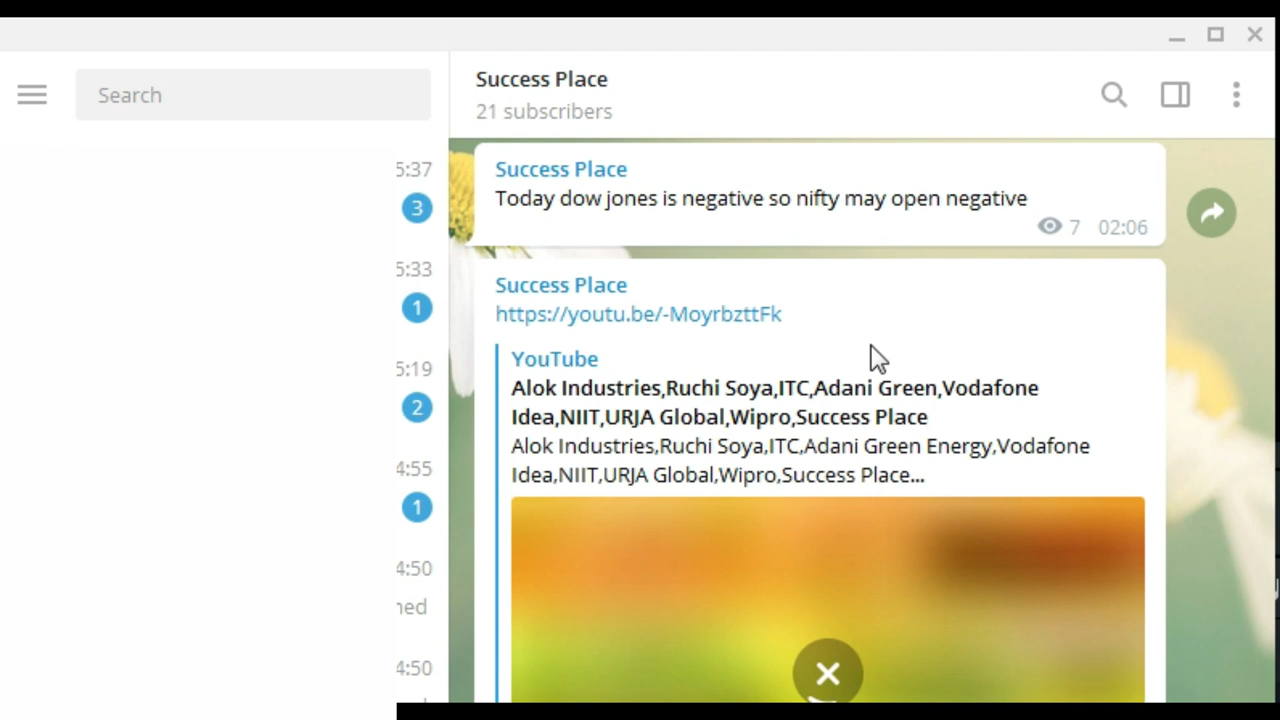 Search
Success Place
21 subscribers
5:37
3
5:33
1
5:19
2
4:55
1
4:50
ned
4:50
Success Place
Today dow jones is negative so nifty may open negative
7 02:06
Success Place
https://youtu.be/-MoyrbzttFk
YouTube
Alok Industries,Ruchi Soya,ITC,Adani Green,Vodafone
Idea,NIIT,URJA Global,Wipro,Success Place
Alok Industries,Ruchi Soya,ITC,Adani Green Energy,Vodafone
Idea,NIIT,URJA Global,Wipro,Success Place...